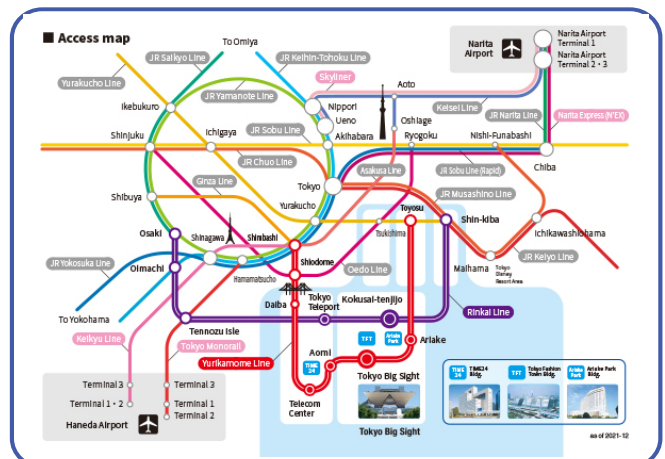 ■ Access map
To Omiya
JR Saikyo Line
JR Keihin-Tohoku Line
Yurakucho Line
Skyliner
Narita
Airport
Narita Airport
Terminal 1
Narita Airport
Terminal 2・3
JR Yamanote Line
Aoto
Ikebukuro
Nippori
Keisei Line
JR Narita Line
Narita Express (N'EX)
Ueno
Oshiage
JR Sobu Line
Akihabara
Ryogoku
Nishi-Funabashi
Shinjuku
Ichigaya
JR Chuo Line
Chiba
Asakusa Line
JR Sobu Line (Rapid)
Ginza Line
Tokyo
JR Musashino Line
Shibuya
Yurakucho
Toyosu
Shin-kiba
Osaki
Shinagawa
Shimbashi
Tsukishima
Ichikawashiohama
JR Yokosuka Line
Oimachi
Hamamatsucho
Shiodome
Oedo Line
Maihama
Tokyo
Disney
Resort Area
JR Keiyo Line
Daiba
Tokyo
Teleport
Kokusai-tenjijo
Rinkai Line
To Yokohama
Tennozu Isle
Keikyu Line
Tokyo Monorail
Yurikamome Line
Aomi
TIME
24
TFT
Ariake
Park
Ariake
Tokyo Big Sight
Telecom
Center
Tokyo Big Sight
Terminal 3
Terminal 1・2
Terminal 3
Terminal 1
Terminal 2
Haneda Airport
TIME
24
TIME24
Bldg.
TFT
Tokyo Fashion
Town Bldg.
Ariake
Park
Ariake Park
Bldg.
as of 2021-12